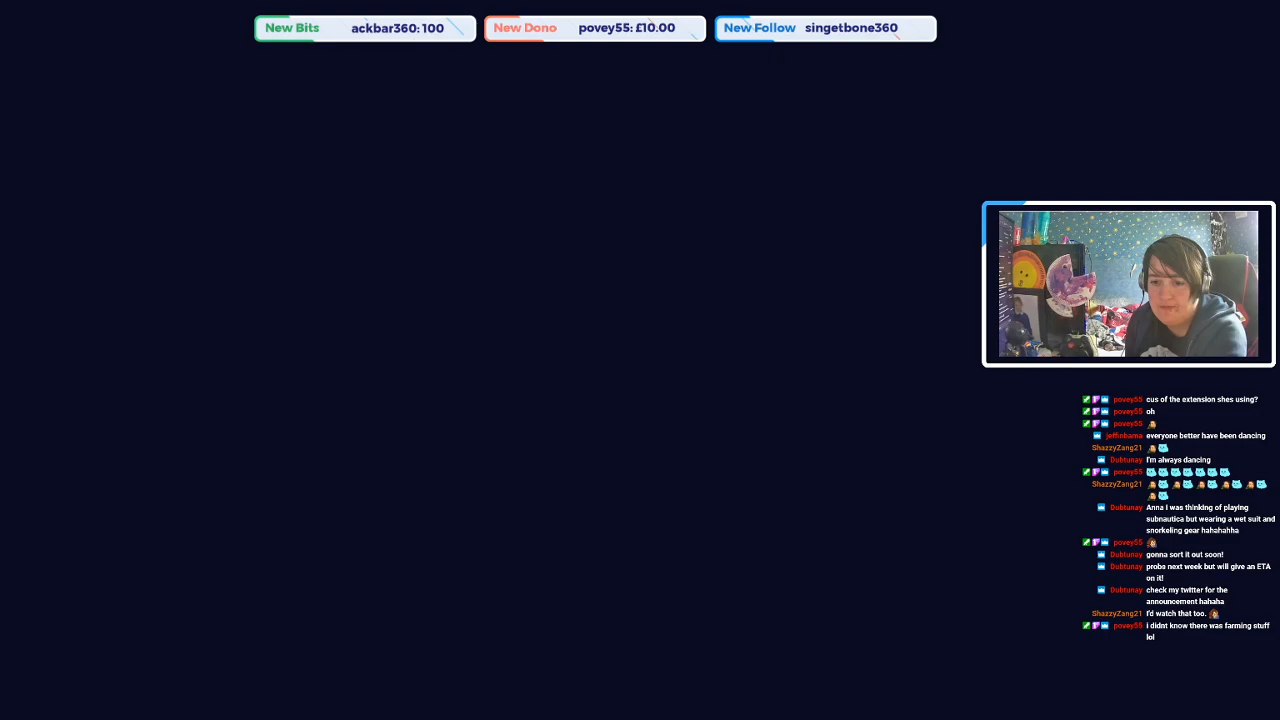 New Bits ackbar360: 100
New Dono povey55: £10.00
New Follow singetbone360
povey55 cus of the extension shes using?
povey55 oh
povey55
jeffinbama everyone better have been dancing
ShazzyZang21
Dubtunay I'm always dancing
povey55
ShazzyZang21
Dubtunay Anna i was thinking of playing
subnautica but wearing a wet suit and
snorkeling gear hahahahha
povey55
Dubtunay gonna sort it out soon!
Dubtunay probs next week but will give an ETA
on it!
Dubtunay check my twitter for the
announcement hahaha
ShazzyZang21 I'd watch that too.
povey55 i didnt know there was farming stuff
lol